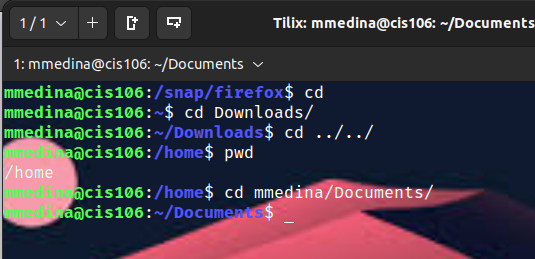 1 / 1
Tilix: mmedina@cis106: ~/Documents
1: mmedina@cis106: ~/Documents
mmedina@cis106:/snap/firefox$ cd
mmedina@cis106:~$ cd Downloads/
mmedina@cis106:~/Downloads$ cd ../../
mmedina@cis106:/home$ pwd
/home
mmedina@cis106:/home$ cd mmedina/Documents/
mmedina@cis106:~/Documents$ _